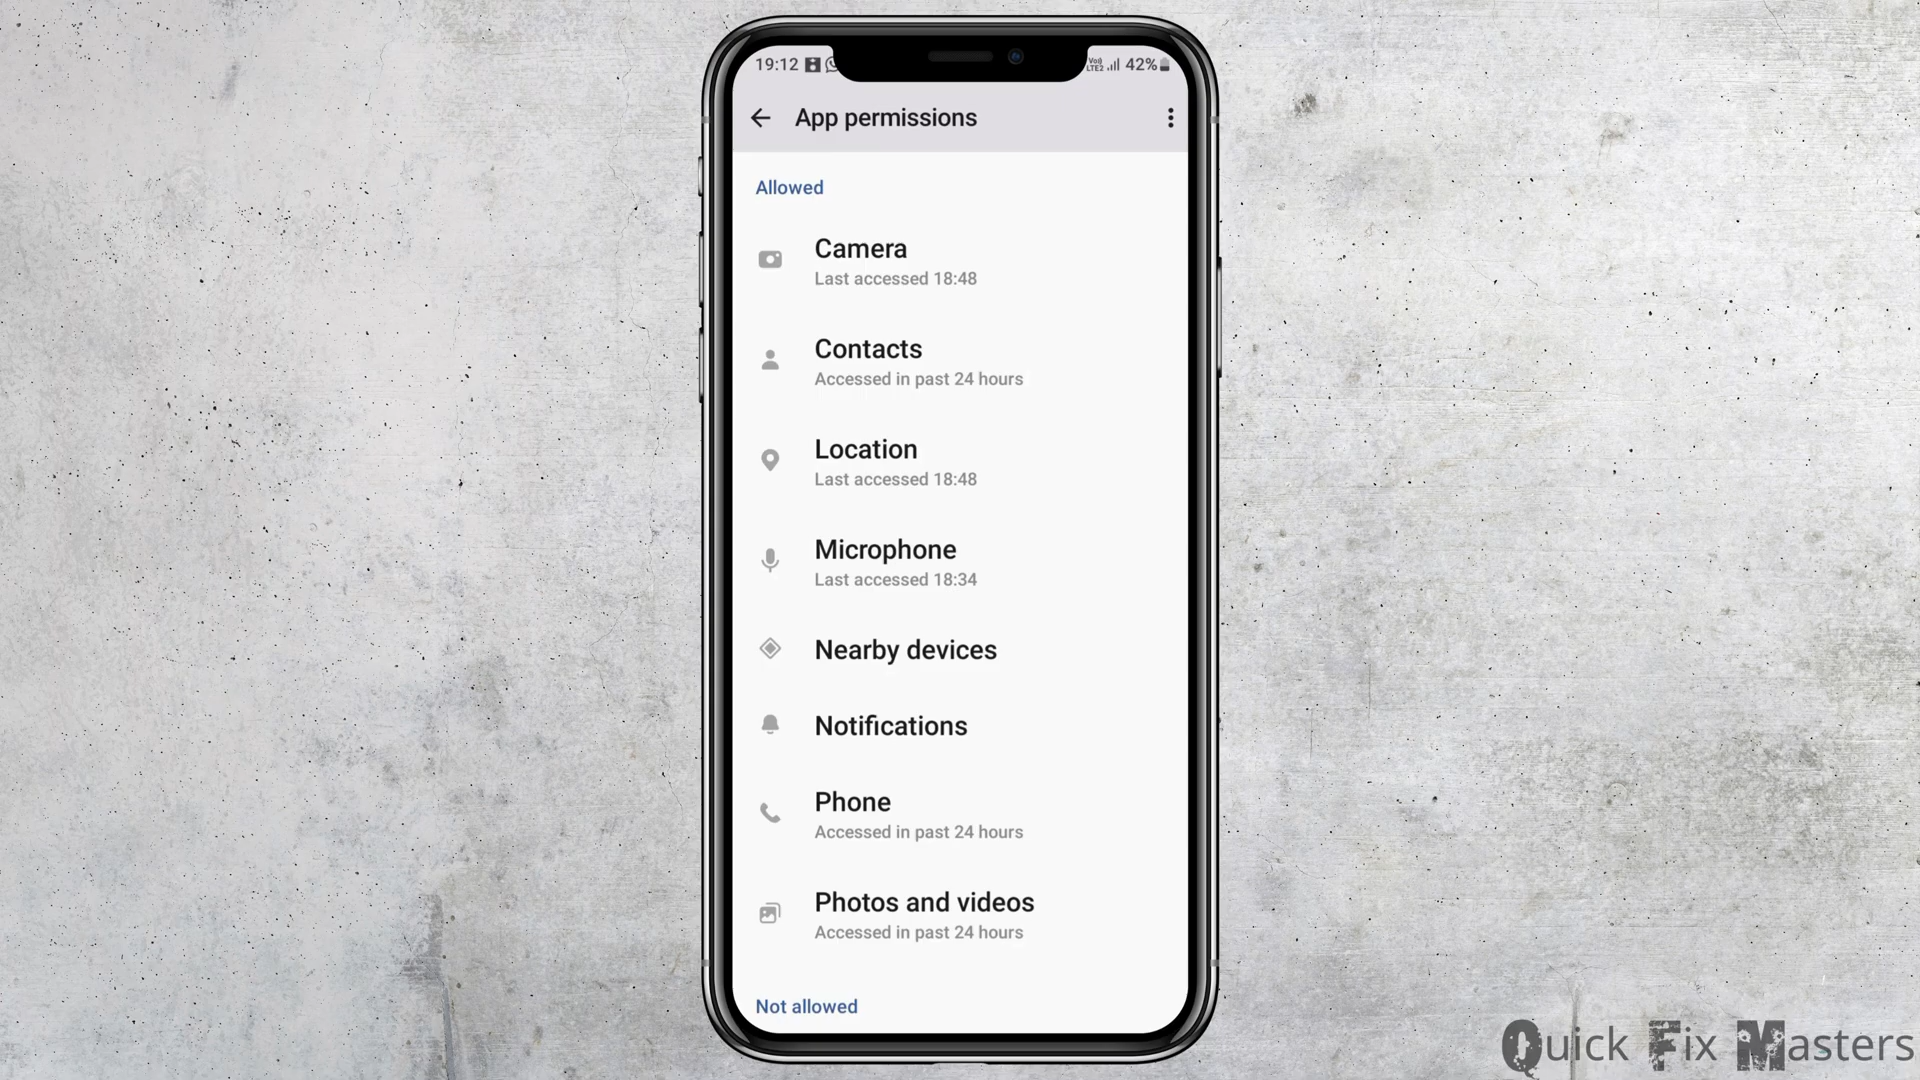 19:12 Vo) LTE2 42%
App permissions
Allowed
Camera
Last accessed 18:48
Contacts
Accessed in past 24 hours
Location
Last accessed 18:48
Microphone
Last accessed 18:34
Nearby devices
Notifications
Phone
Accessed in past 24 hours
Photos and videos
Accessed in past 24 hours
Not allowed
Quick Fix Masters